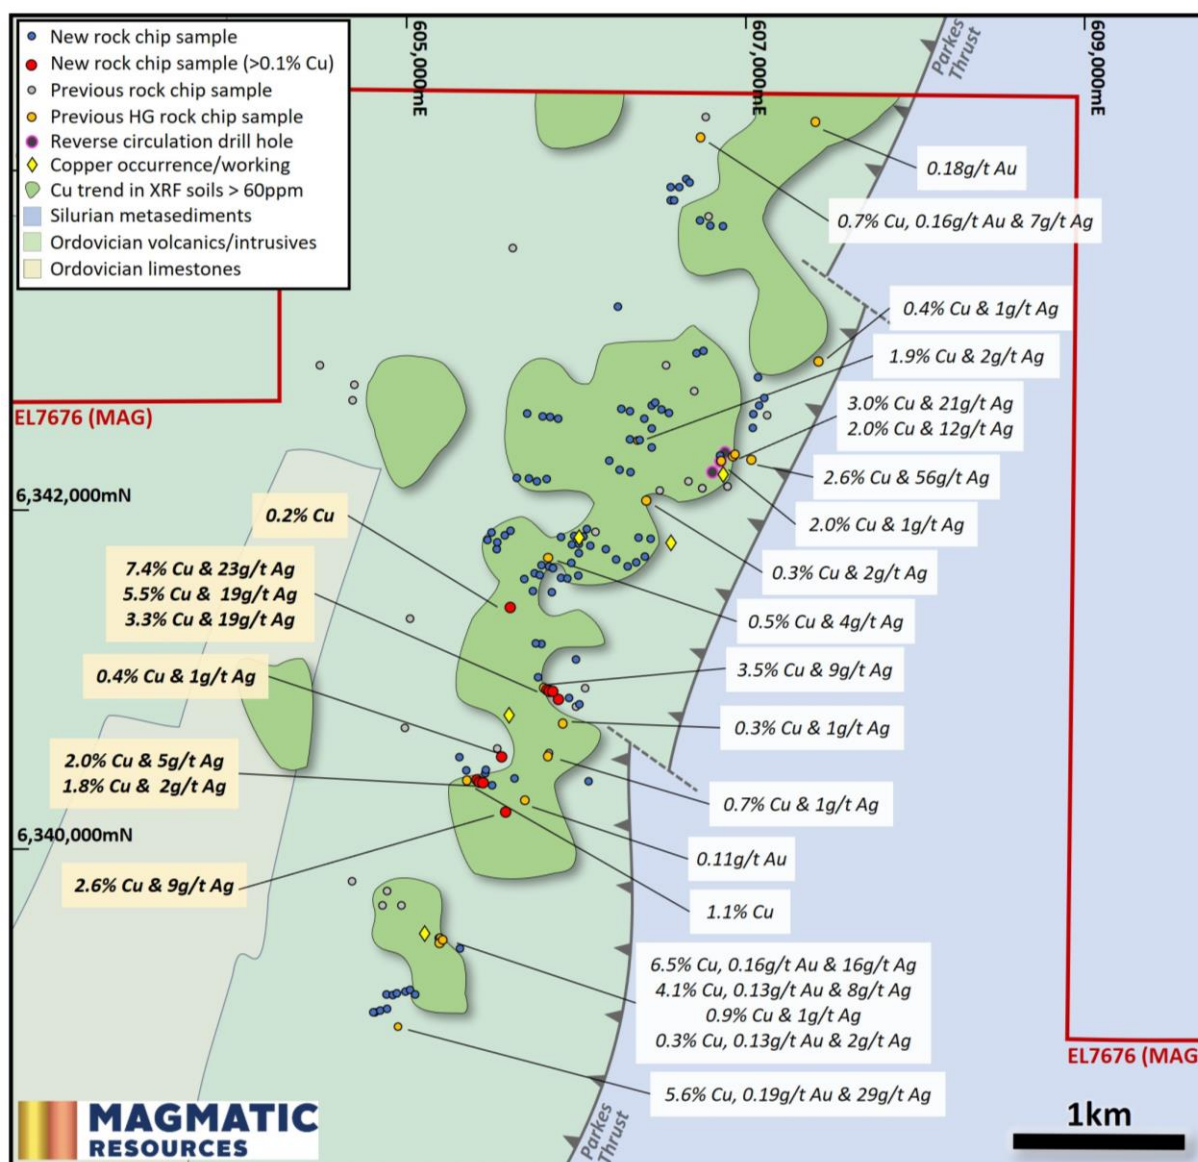 New rock chip sample
New rock chip sample (>0.1% Cu)
Previous rock chip sample
Previous HG rock chip sample
Reverse circulation drill hole
Copper occurrence/working
Cu trend in XRF soils > 60ppm
Silurian metasediments
Ordovician volcanics/intrusives
Ordovician limestones
605,000mE
607,000mE
609,000mE
Parkes
Thrust
0.18g/t Au
0.7% Cu, 0.16g/t Au & 7g/t Ag
0.4% Cu & 1g/t Ag
1.9% Cu & 2g/t Ag
EL7676 (MAG)
3.0% Cu & 21g/t Ag
2.0% Cu & 12g/t Ag
2.6% Cu & 56g/t Ag
6,342,000mN
0.2% Cu
2.0% Cu & 1g/t Ag
7.4% Cu & 23g/t Ag
5.5% Cu & 19g/t Ag
3.3% Cu & 19g/t Ag
0.3% Cu & 2g/t Ag
0.5% Cu & 4g/t Ag
0.4% Cu & 1g/t Ag
3.5% Cu & 9g/t Ag
0.3% Cu & 1g/t Ag
2.0% Cu & 5g/t Ag
1.8% Cu & 2g/t Ag
0.7% Cu & 1g/t Ag
6,340,000mN
0.11g/t Au
2.6% Cu & 9g/t Ag
1.1% Cu
6.5% Cu, 0.16g/t Au & 16g/t Ag
4.1% Cu, 0.13g/t Au & 8g/t Ag
0.9% Cu & 1g/t Ag
0.3% Cu, 0.13g/t Au & 2g/t Ag
EL7676 (MAG
5.6% Cu, 0.19g/t Au & 29g/t Ag
MAGMATIC
RESOURCES
Parkes
Thrust
1km